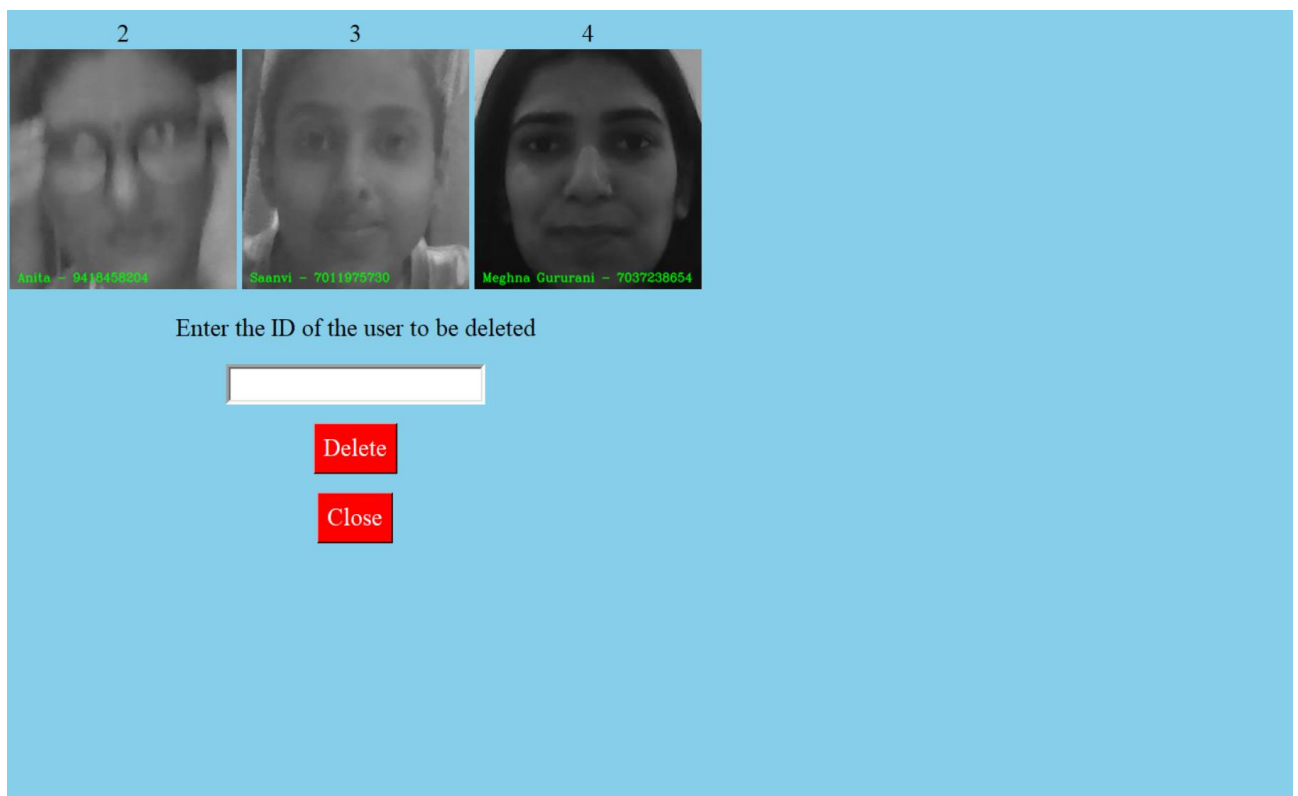 2 3 4
Anita - 9418458204 Saanvi - 7011975730 Meghna Gururani - 7037238654
Enter the ID of the user to be deleted
Delete
Close